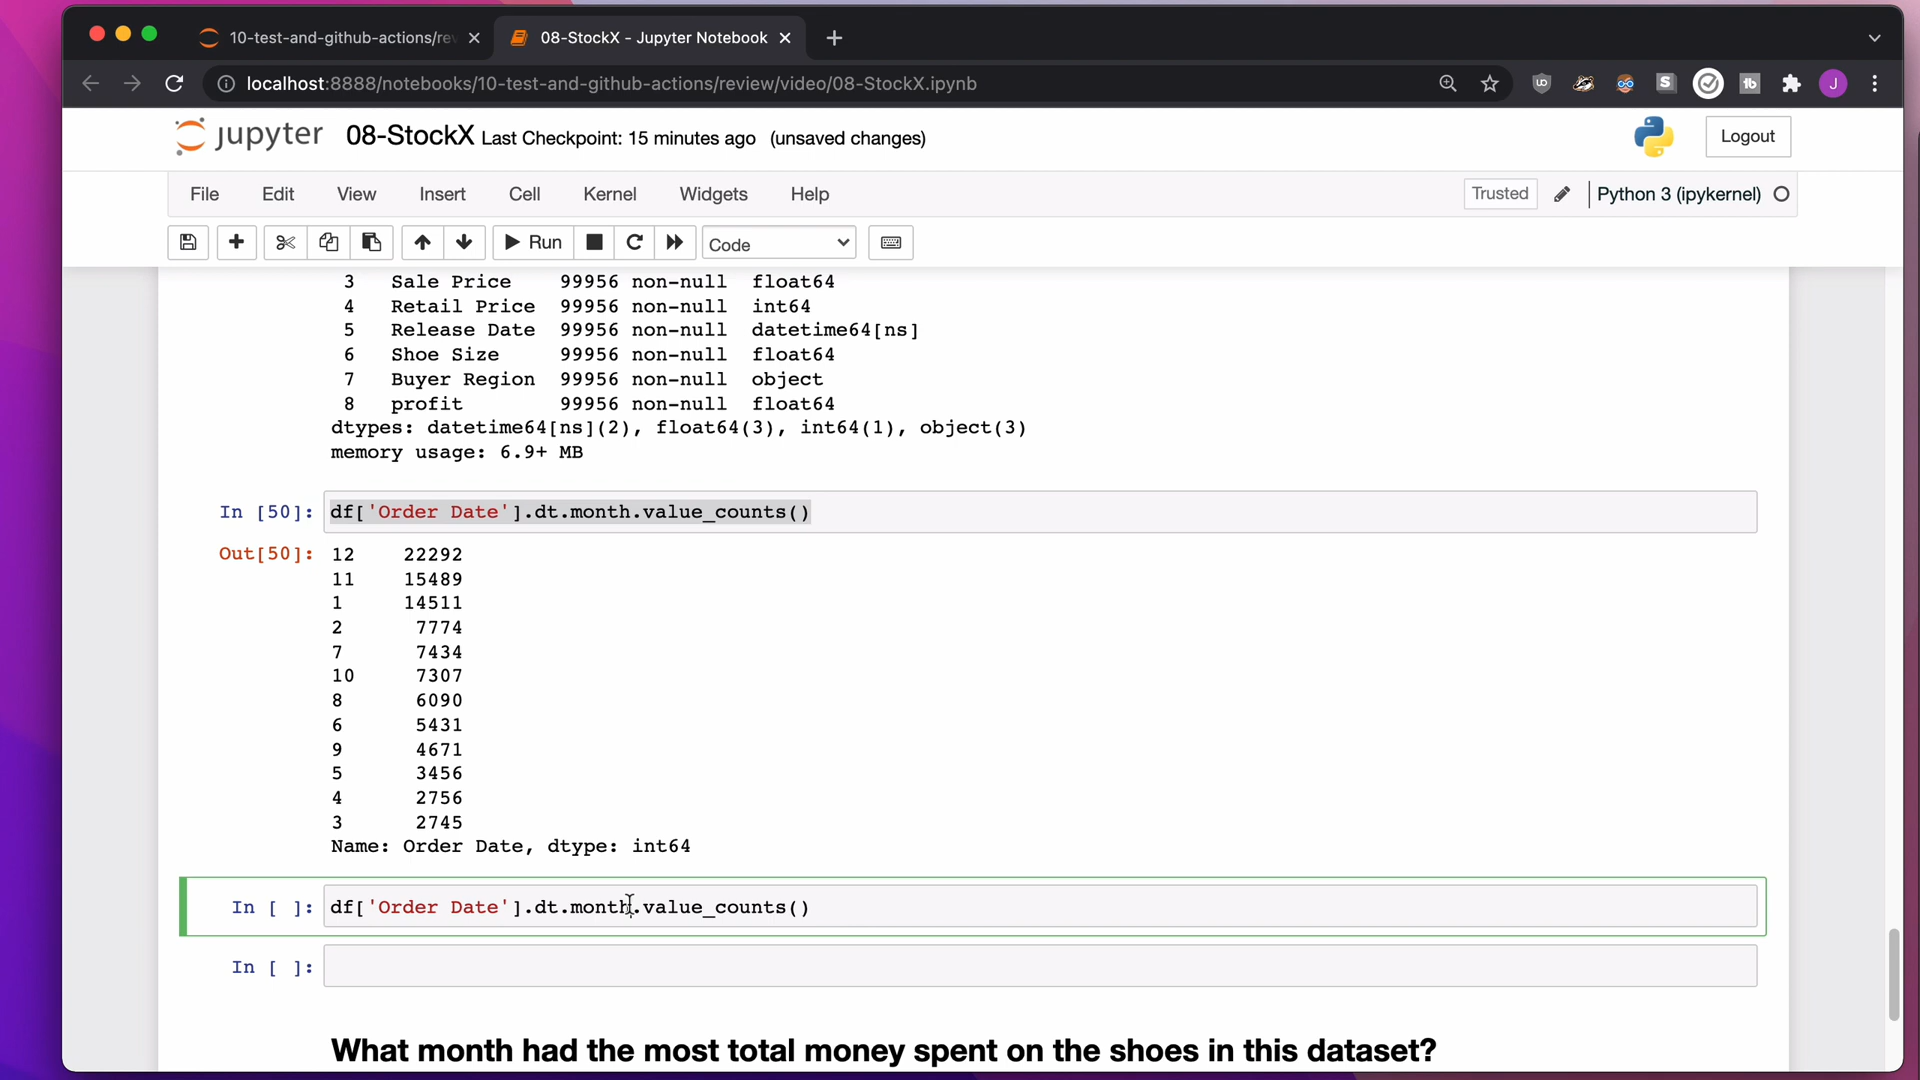 10-test-and-github-actions/re
08-StockX - Jupyter Notebook
localhost:8888/notebooks/10-test-and-github-actions/review/video/08-StockX.ipynb
S
tb
J
jupyter 08-StockX Last Checkpoint: 15 minutes ago (unsaved changes)
Logout
File Edit View Insert Cell Kernel Widgets Help
Trusted
Python 3 (ipykernel)
Run
Code
3 Sale Price 99956 non-null float64
4 Retail Price 99956 non-null int64
5 Release Date 99956 non-null datetime64[ns]
6 Shoe Size 99956 non-null float64
7 Buyer Region 99956 non-null object
8 profit 99956 non-null float64
dtypes: datetime64[ns](2), float64(3), int64(1), object(3)
memory usage: 6.9+ MB
In [50]: df['Order Date'].dt.month.value_counts()
Out[50]: 12 22292
11 15489
1 14511
2 7774
7 7434
10 7307
8 6090
6 5431
9 4671
5 3456
4 2756
3 2745
Name: Order Date, dtype: int64
In [ ]: df['Order Date'].dt.month.value_counts()
In [ ]:
What month had the most total money spent on the shoes in this dataset?